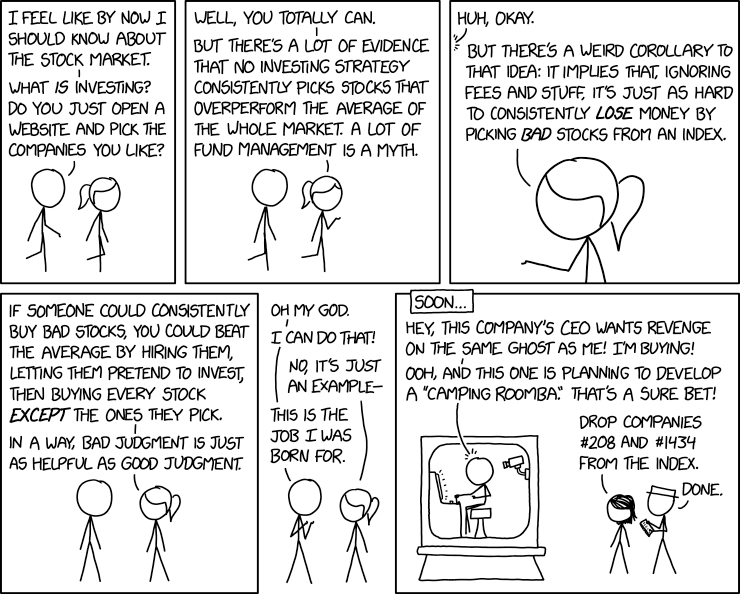 I FEEL LIKE BY NOW I
SHOULD KNOW ABOUT
THE STOCK MARKET.
WHAT IS INVESTING?
DO YOU JUST OPEN A
WEBSITE AND PICK THE
COMPANIES YOU LIKE?
WELL, YOU TOTALLY CAN.
BUT THERE'S A LOT OF EVIDENCE
THAT NO INVESTING STRATEGY
CONSISTENTLY PICKS STOCKS THAT
OVERPERFORM THE AVERAGE OF
THE WHOLE MARKET. A LOT OF
FUND MANAGEMENT IS A MYTH.
HUH, OKAY.
BUT THERE'S A WEIRD COROLLARY TO
THAT IDEA: IT IMPLIES THAT, IGNORING
FEES AND STUFF, IT'S JUST AS HARD
TO CONSISTENTLY LOSE MONEY BY
PICKING BAD STOCKS FROM AN INDEX.
IF SOMEONE COULD CONSISTENTLY
BUY BAD STOCKS, YOU COULD BEAT
THE AVERAGE BY HIRING THEM,
LETTING THEM PRETEND TO INVEST,
THEN BUYING EVERY STOCK
EXCEPT THE ONES THEY PICK.
IN A WAY, BAD JUDGMENT IS JUST
AS HELPFUL AS GOOD JUDGMENT.
OH MY GOD.
I CAN DO THAT!
NO, IT'S JUST
AN EXAMPLE—
THIS IS THE
JOB I WAS
BORN FOR.
SOON...
HEY, THIS COMPANY'S CEO WANTS REVENGE
ON THE SAME GHOST AS ME! I'M BUYING!
OOH, AND THIS ONE IS PLANNING TO DEVELOP
A "CAMPING ROOMBA." THAT'S A SURE BET!
DROP COMPANIES
#208 AND #1434
FROM THE INDEX.
DONE.